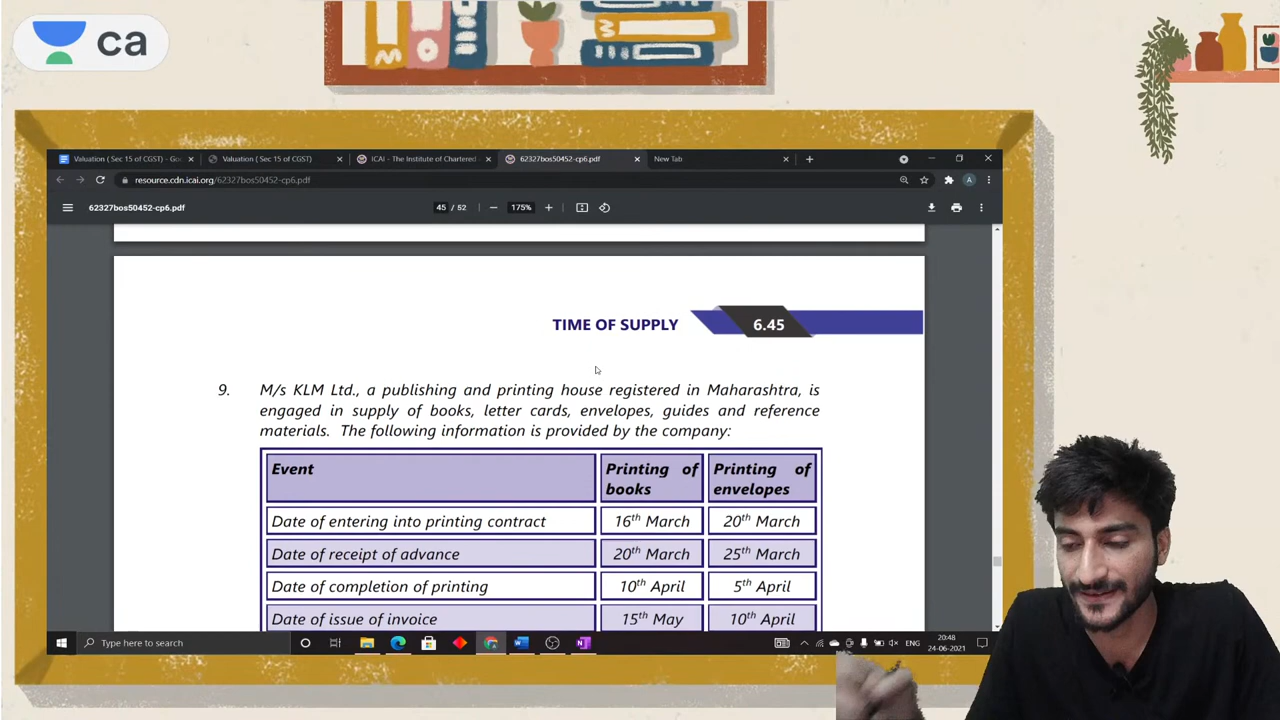 ca
Valuation ( Sec 15 of CGST) - Goo
Valuation ( Sec 15 of CGST)
ICAI - The Institute of Chartered
62327bos50452-cp6.pdf
New Tab
resource.cdn.icai.org/62327bos50452-cp6.pdf
A
62327bos50452-cp6.pdf
45 / 52
175%
TIME OF SUPPLY
6.45
9. M/s KLM Ltd., a publishing and printing house registered in Maharashtra, is
engaged in supply of books, letter cards, envelopes, guides and reference
materials. The following information is provided by the company:
Event Printing of books Printing of envelopes
Date of entering into printing contract 16th March 20th March
Date of receipt of advance 20th March 25th March
Date of completion of printing 10th April 5th April
Date of issue of invoice 15th May 10th April
Type here to search
ENG
20:48
24-06-2021